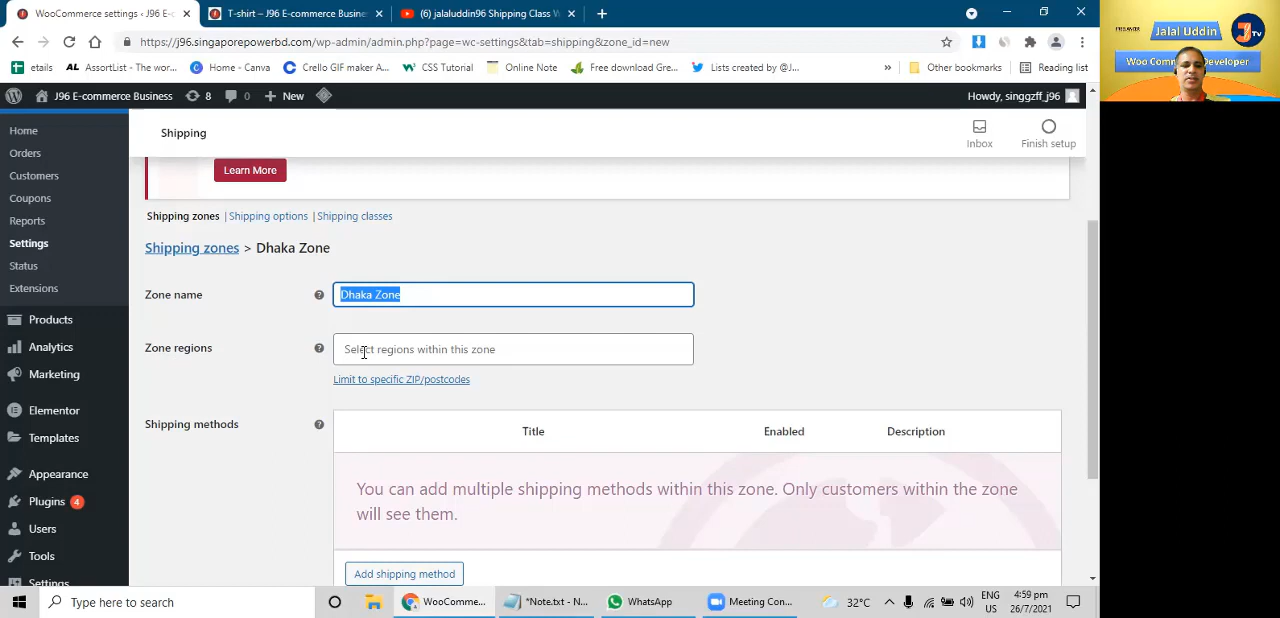 WooCommerce settings ‹ J96 E-c
T-shirt – J96 E-commerce Busine
(6) jalaluddin96 Shipping Class W
https://j96.singaporepowerbd.com/wp-admin/admin.php?page=wc-settings&tab=shipping&zone_id=new
etails
AssortList - The wor...
Home - Canva
Crello GIF maker A...
CSS Tutorial
Online Note
Free download Gre...
Lists created by @J...
»
Other bookmarks
Reading list
J96 E-commerce Business
8
0
New
Howdy, singgzff_j96
Home
Orders
Customers
Coupons
Reports
Settings
Status
Extensions
Products
Analytics
Marketing
Elementor
Templates
Appearance
Plugins 4
Users
Tools
Settings
Shipping
Inbox
Finish setup
Learn More
Shipping zones | Shipping options | Shipping classes
Shipping zones > Dhaka Zone
Zone name
Dhaka Zone
Zone regions
Select regions within this zone
Limit to specific ZIP/postcodes
Shipping methods
Title
Enabled
Description
You can add multiple shipping methods within this zone. Only customers within the zone
will see them.
Add shipping method
Jalal Uddin
TV
Type here to search
WooComme...
*Note.txt - N...
WhatsApp
Meeting Con...
32°C
ENG
US
4:59 pm
26/7/2021